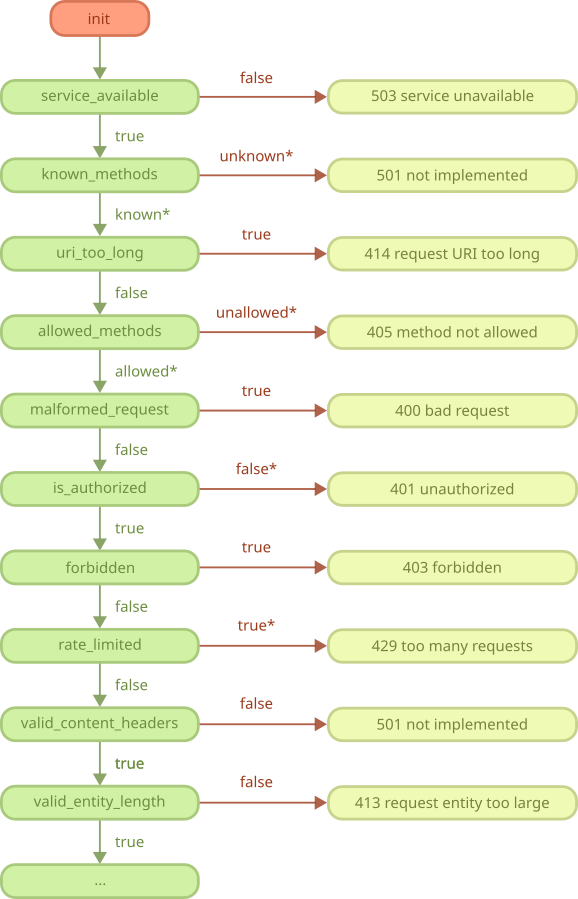 init
false
service_available
503 service unavailable
true
unknown*
known_methods
501 not implemented
known*
true
uri_too_long
414 request URI too long
false
unallowed*
allowed_methods
405 method not allowed
allowed*
true
malformed_request
400 bad request
false
false*
is_authorized
401 unauthorized
true
true
forbidden
403 forbidden
false
true*
rate_limited
429 too many requests
false
false
valid_content_headers
501 not implemented
true
false
valid_entity_length
413 request entity too large
true
...